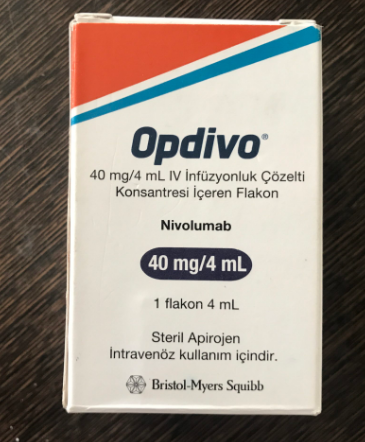 Opdivo®
40 mg/4 mL IV İnfüzyonluk Çözelti
Konsantresi İçeren Flakon
Nivolumab
40 mg/4 mL
1 flakon 4 mL
Steril Apirojen
İntravenöz kullanım içindir.
Bristol-Myers Squibb